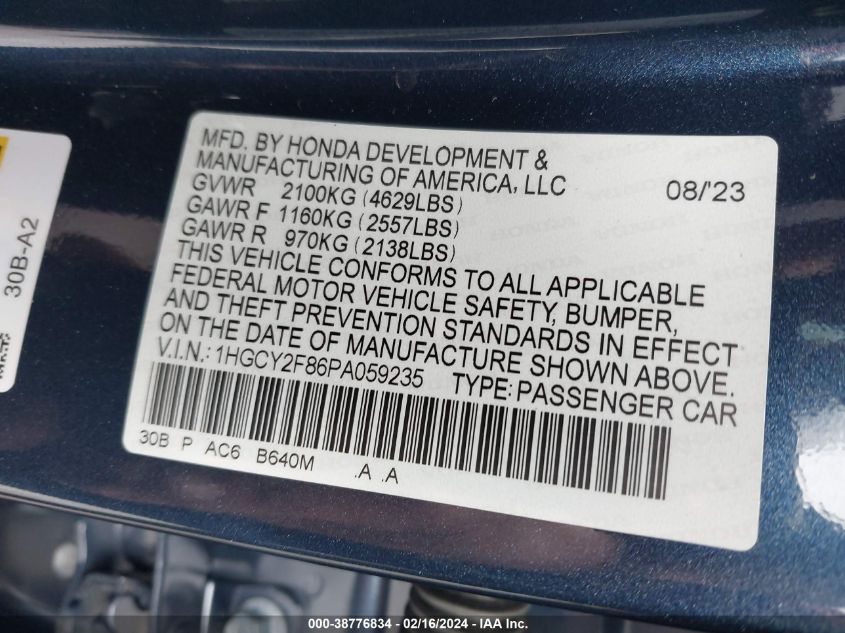 MFD. BY HONDA DEVELOPMENT &
MANUFACTURING OF AMERICA, LLC 08/'23
GVWR 2100KG (4629LBS)
GAWR F 1160KG (2557LBS)
GAWR R 970KG (2138LBS)
THIS VEHICLE CONFORMS TO ALL APPLICABLE
FEDERAL MOTOR VEHICLE SAFETY, BUMPER,
AND THEFT PREVENTION STANDARDS IN EFFECT
ON THE DATE OF MANUFACTURE SHOWN ABOVE.
V.I.N.: 1HGCY2F86PA059235 TYPE: PASSENGER CAR
30B P AC6 B640M .A .A
30B-A2
000-38776834 - 02/16/2024 - IAA Inc.